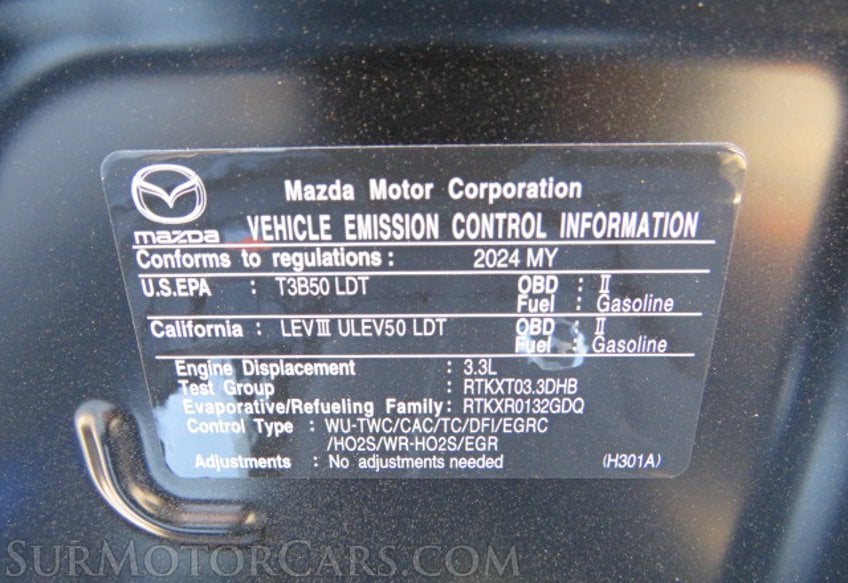 Mazda Motor Corporation
mazda VEHICLE EMISSION CONTROL INFORMATION
Conforms to regulations : 2024 MY
U.S.EPA : T3B50 LDT OBD : II
Fuel : Gasoline
California : LEVIII ULEV50 LDT OBD : II
Fuel : Gasoline
Engine Displacement : 3.3L
Test Group : RTKXT03.3DHB
Evaporative/Refueling Family: RTKXR0132GDQ
Control Type : WU-TWC/CAC/TC/DFI/EGRC
/HO2S/WR-HO2S/EGR
Adjustments : No adjustments needed (H301A)
SurMotorCars.com